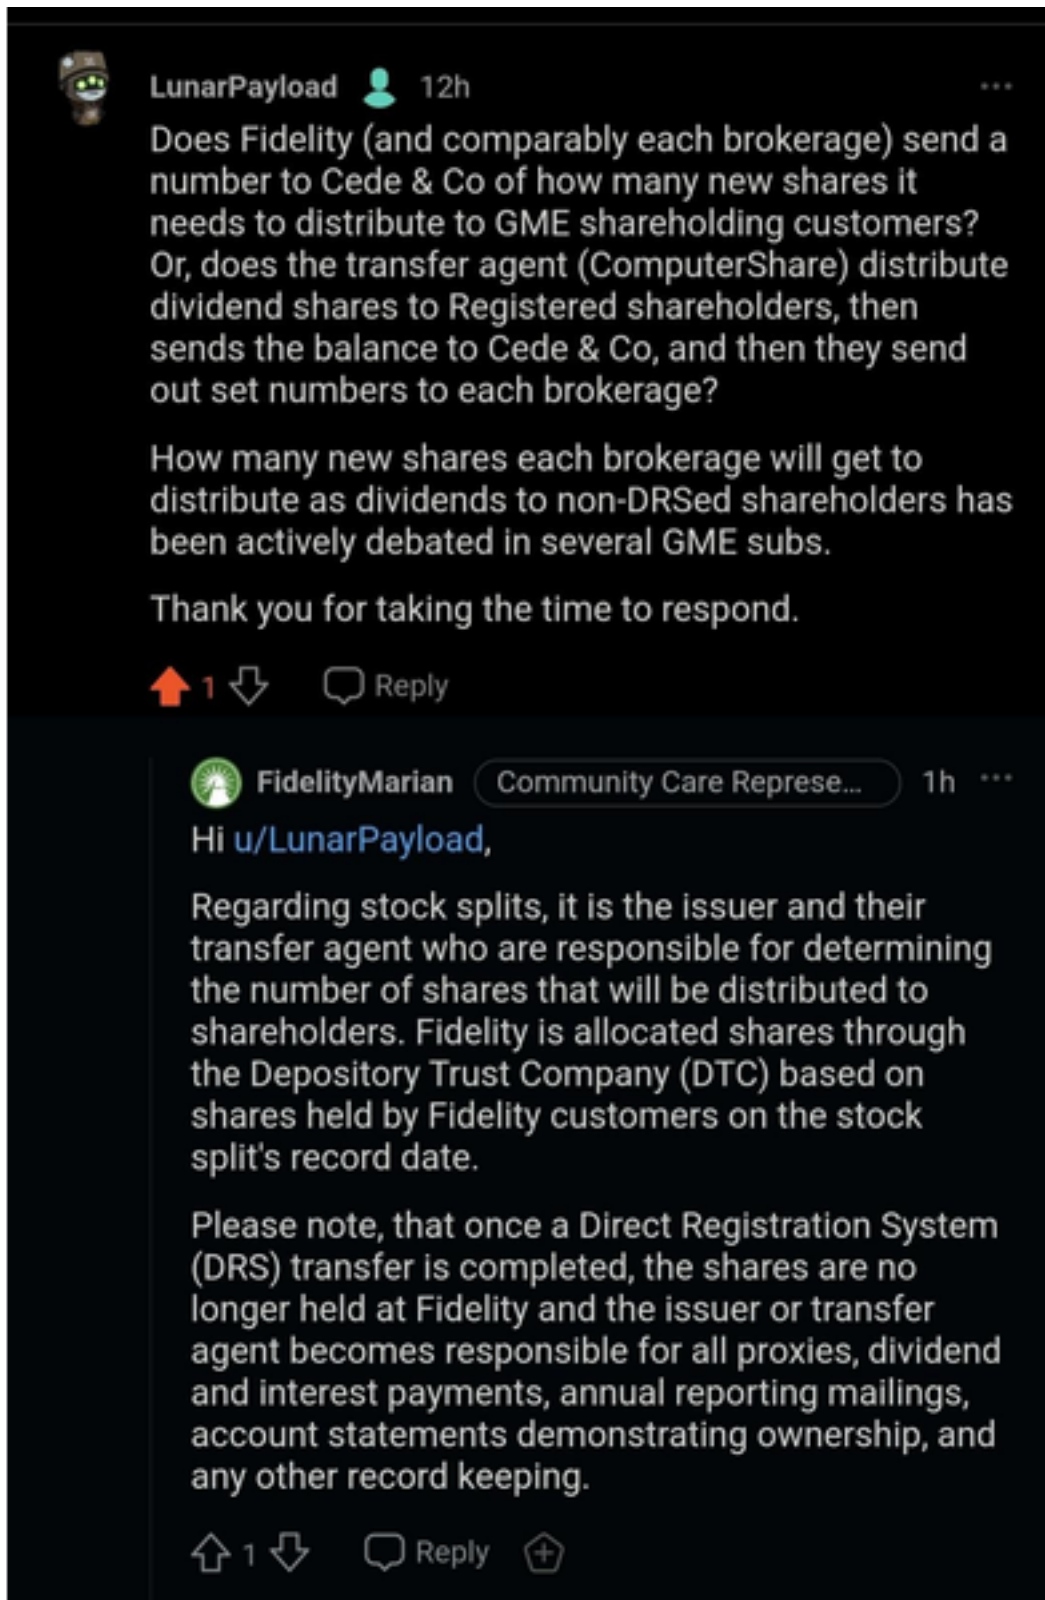 LunarPayload 12h
Does Fidelity (and comparably each brokerage) send a
number to Cede & Co of how many new shares it
needs to distribute to GME shareholding customers?
Or, does the transfer agent (ComputerShare) distribute
dividend shares to Registered shareholders, then
sends the balance to Cede & Co, and then they send
out set numbers to each brokerage?
How many new shares each brokerage will get to
distribute as dividends to non-DRSed shareholders has
been actively debated in several GME subs.
Thank you for taking the time to respond.
1 Reply
FidelityMarian Community Care Represe... 1h
Hi u/LunarPayload,
Regarding stock splits, it is the issuer and their
transfer agent who are responsible for determining
the number of shares that will be distributed to
shareholders. Fidelity is allocated shares through
the Depository Trust Company (DTC) based on
shares held by Fidelity customers on the stock
split's record date.
Please note, that once a Direct Registration System
(DRS) transfer is completed, the shares are no
longer held at Fidelity and the issuer or transfer
agent becomes responsible for all proxies, dividend
and interest payments, annual reporting mailings,
account statements demonstrating ownership, and
any other record keeping.
1 Reply